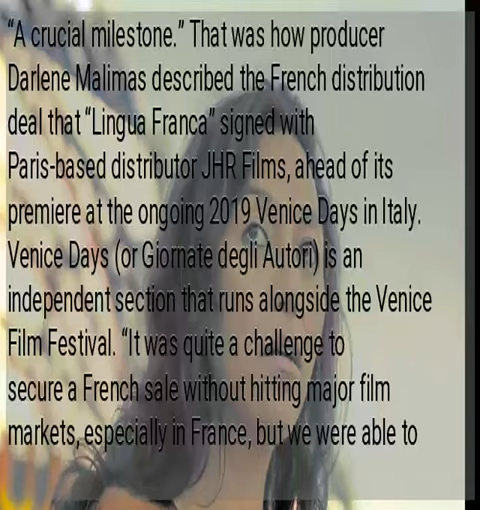 “A crucial milestone.” That was how producer
Darlene Malimas described the French distribution
deal that “Lingua Franca” signed with
Paris-based distributor JHR Films, ahead of its
premiere at the ongoing 2019 Venice Days in Italy.
Venice Days (or Giornate degli Autori) is an
independent section that runs alongside the Venice
Film Festival. “It was quite a challenge to
secure a French sale without hitting major film
markets, especially in France, but we were able to